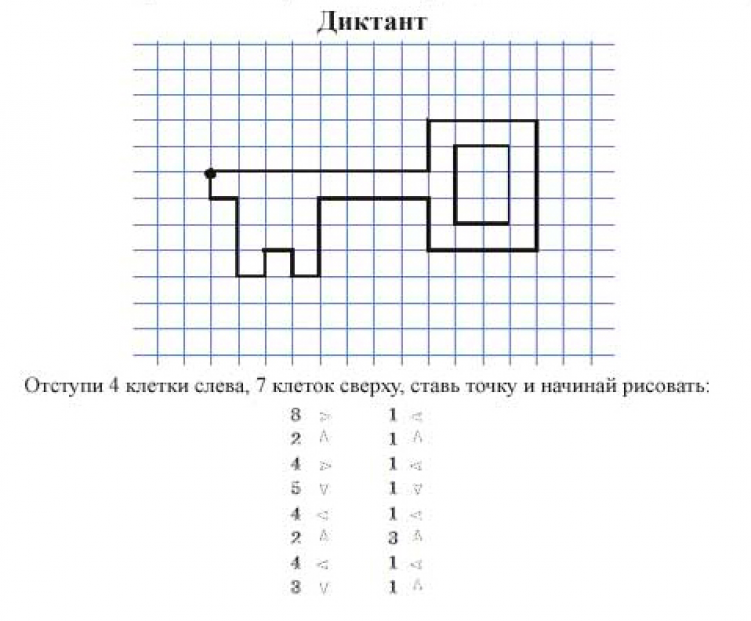 Диктант
Отступи 4 клетки слева, 7 клеток сверху, ставь точку и начинай рисовать:
8 > 1 <
2 ^ 1 ^
4 > 1 <
5 v 1 v
4 < 1 <
2 ^ 3 ^
4 < 1 <
3 v 1 ^